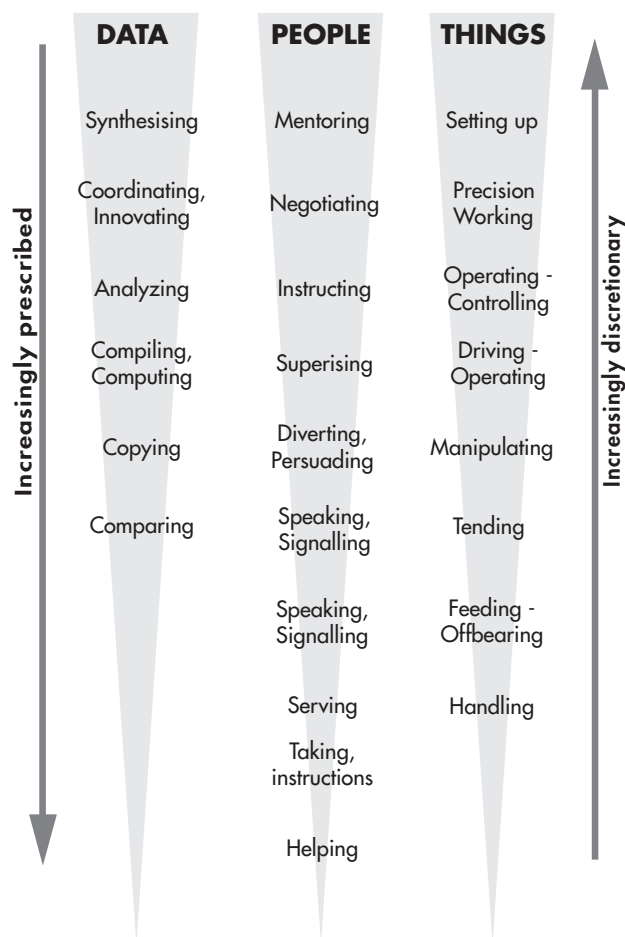 DATA
PEOPLE
THINGS
Synthesising
Mentoring
Setting up
Coordinating,
Innovating
Negotiating
Precision
Working
Analyzing
Instructing
Operating -
Controlling
Compiling,
Computing
Superising
Driving -
Operating
Copying
Diverting,
Persuading
Manipulating
Comparing
Speaking,
Signalling
Tending
Speaking,
Signalling
Feeding -
Offbearing
Serving
Handling
Taking,
instructions
Helping
Increasingly prescribed
Increasingly discretionary